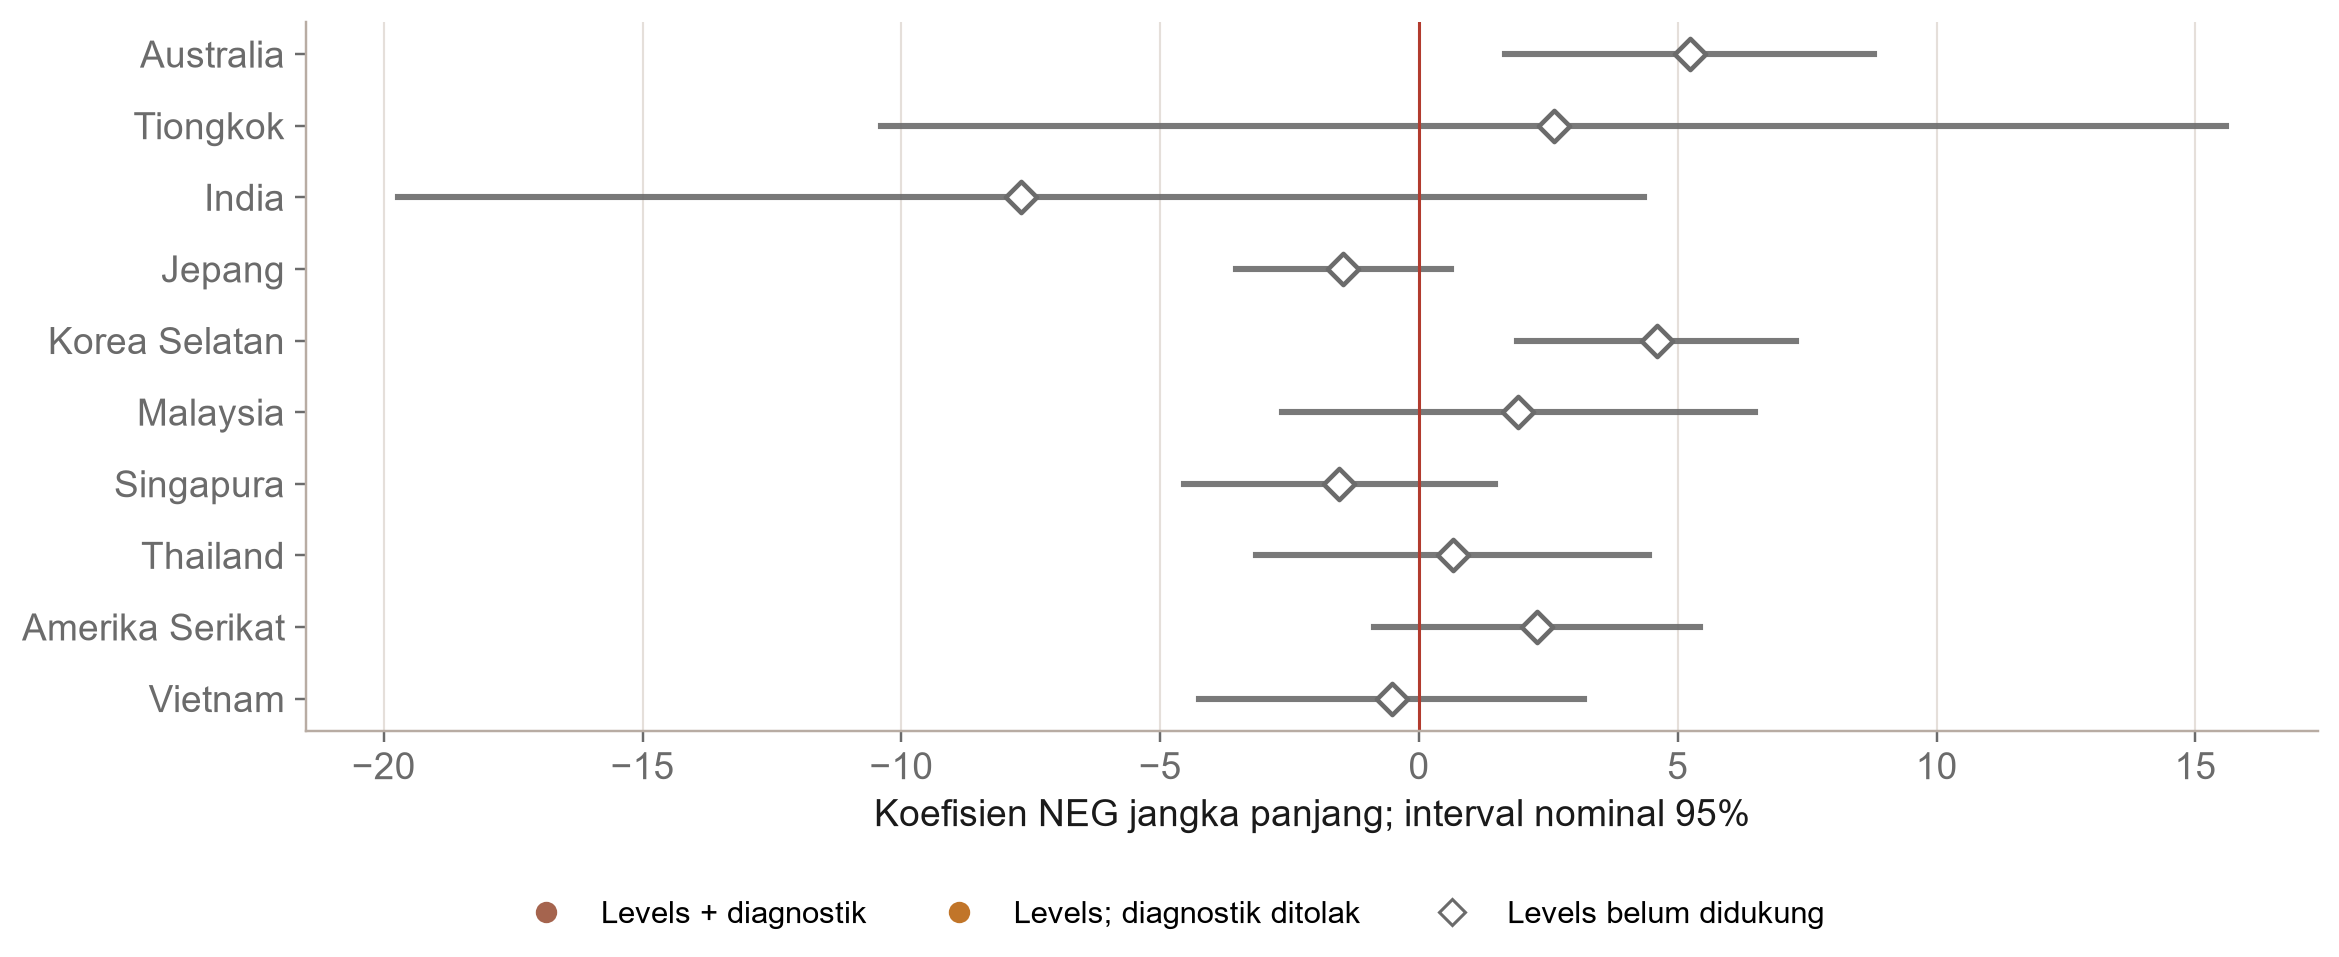 Australia
Tiongkok
India
Jepang
Korea Selatan
Malaysia
Singapura
Thailand
Amerika Serikat
Vietnam
−20 −15 −10 −5 0 5 10 15
Koefisien NEG jangka panjang; interval nominal 95%
Levels + diagnostik Levels; diagnostik ditolak Levels belum didukung